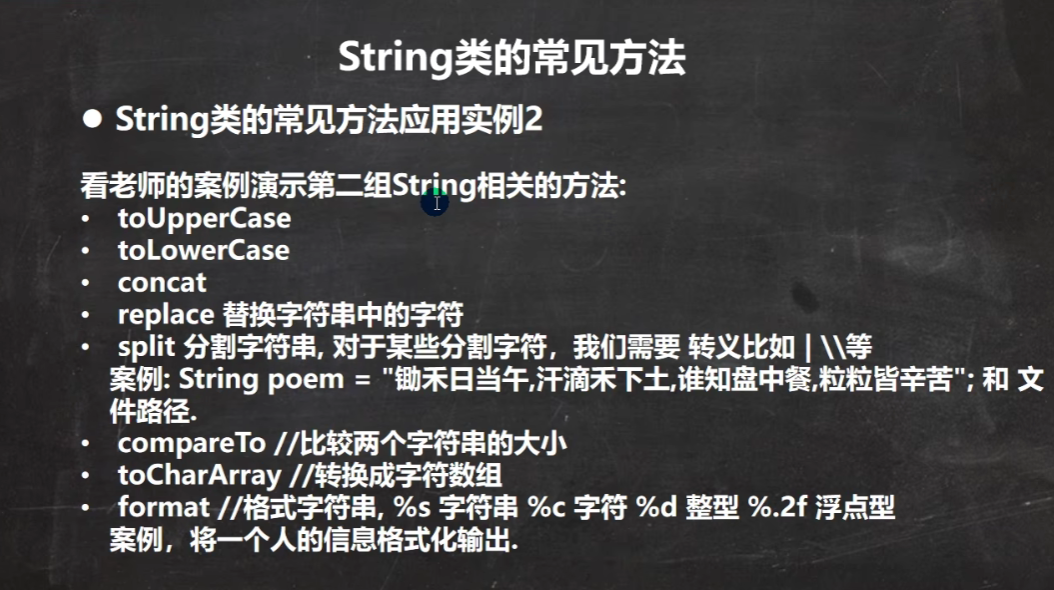 String类的常见方法
● String类的常见方法应用实例2
看老师的案例演示第二组String相关的方法:
• toUpperCase
• toLowerCase
• concat
• replace 替换字符串中的字符
• split 分割字符串, 对于某些分割字符，我们需要 转义比如 | \\等
案例: String poem = "锄禾日当午,汗滴禾下土,谁知盘中餐,粒粒皆辛苦"; 和 文
件路径.
• compareTo //比较两个字符串的大小
• toCharArray //转换成字符数组
• format //格式字符串, %s 字符串 %c 字符 %d 整型 %.2f 浮点型
案例，将一个人的信息格式化输出.